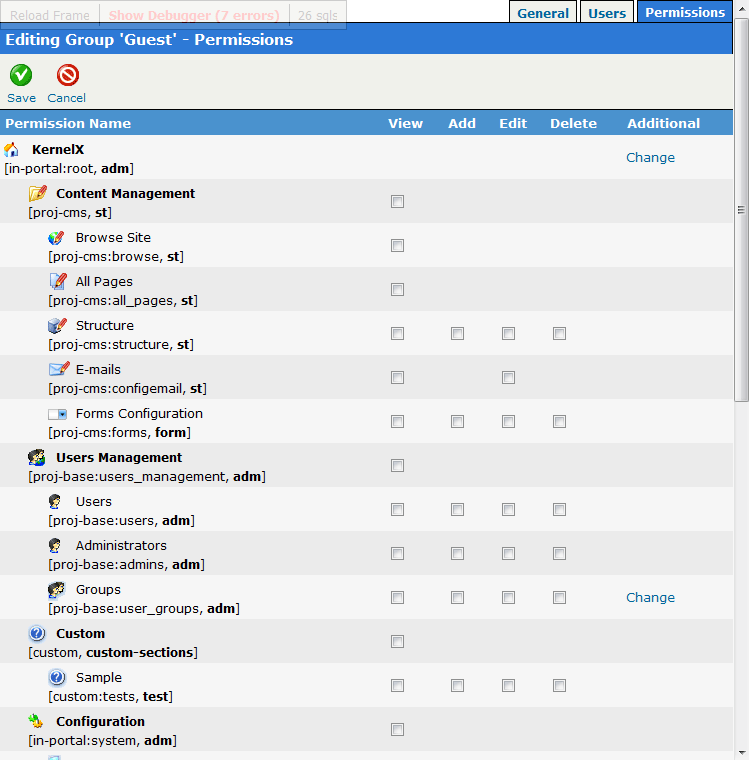 Reload Frame Show Debugger (7 errors) 26 sqls
General Users Permissions
Editing Group 'Guest' - Permissions
Save Cancel
Permission Name View Add Edit Delete Additional
KernelX
[in-portal:root, adm]
Change
Content Management
[proj-cms, st]
Browse Site
[proj-cms:browse, st]
All Pages
[proj-cms:all_pages, st]
Structure
[proj-cms:structure, st]
E-mails
[proj-cms:configemail, st]
Forms Configuration
[proj-cms:forms, form]
Users Management
[proj-base:users_management, adm]
Users
[proj-base:users, adm]
Administrators
[proj-base:admins, adm]
Groups
[proj-base:user_groups, adm]
Change
Custom
[custom, custom-sections]
Sample
[custom:tests, test]
Configuration
[in-portal:system, adm]